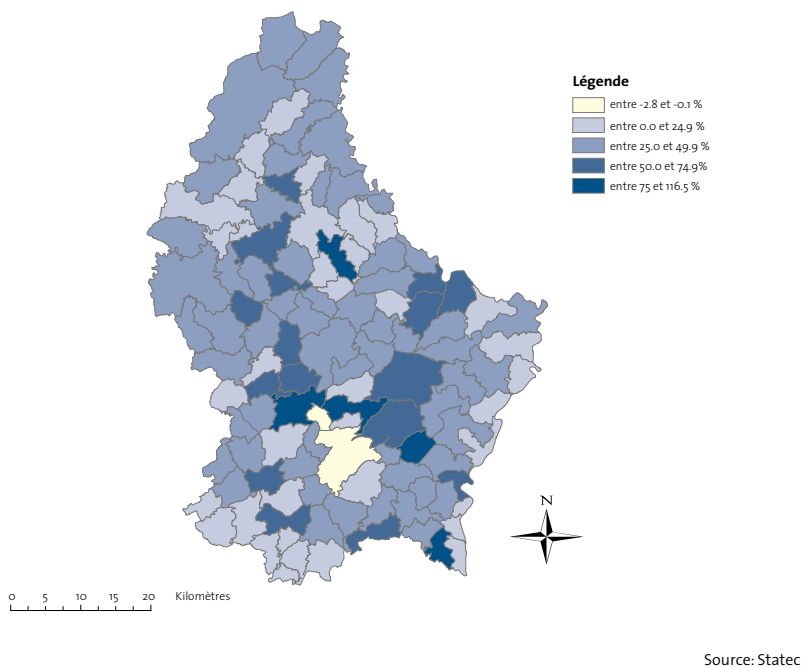 Légende
entre -2.8 et -0.1 %
entre 0.0 et 24.9 %
entre 25.0 et 49.9 %
entre 50.0 et 74.9%
entre 75 et 116.5 %
N
0 5 10 15 20 Kilomètres
Source: Statec